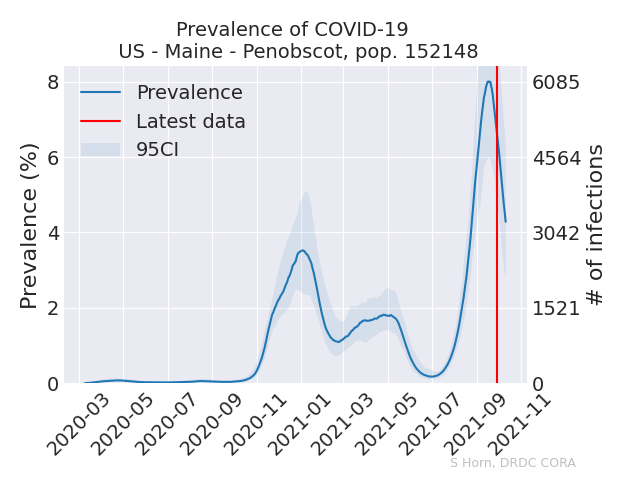 Prevalence of COVID-19
US - Maine - Penobscot, pop. 152148
Prevalence
Latest data
95CI
Prevalence (%)
8
6
4
2
0
# of infections
6085
4564
3042
1521
0
2020-03
2020-05
2020-07
2020-09
2020-11
2021-01
2021-03
2021-05
2021-07
2021-09
2021-11
S Horn, DRDC CORA